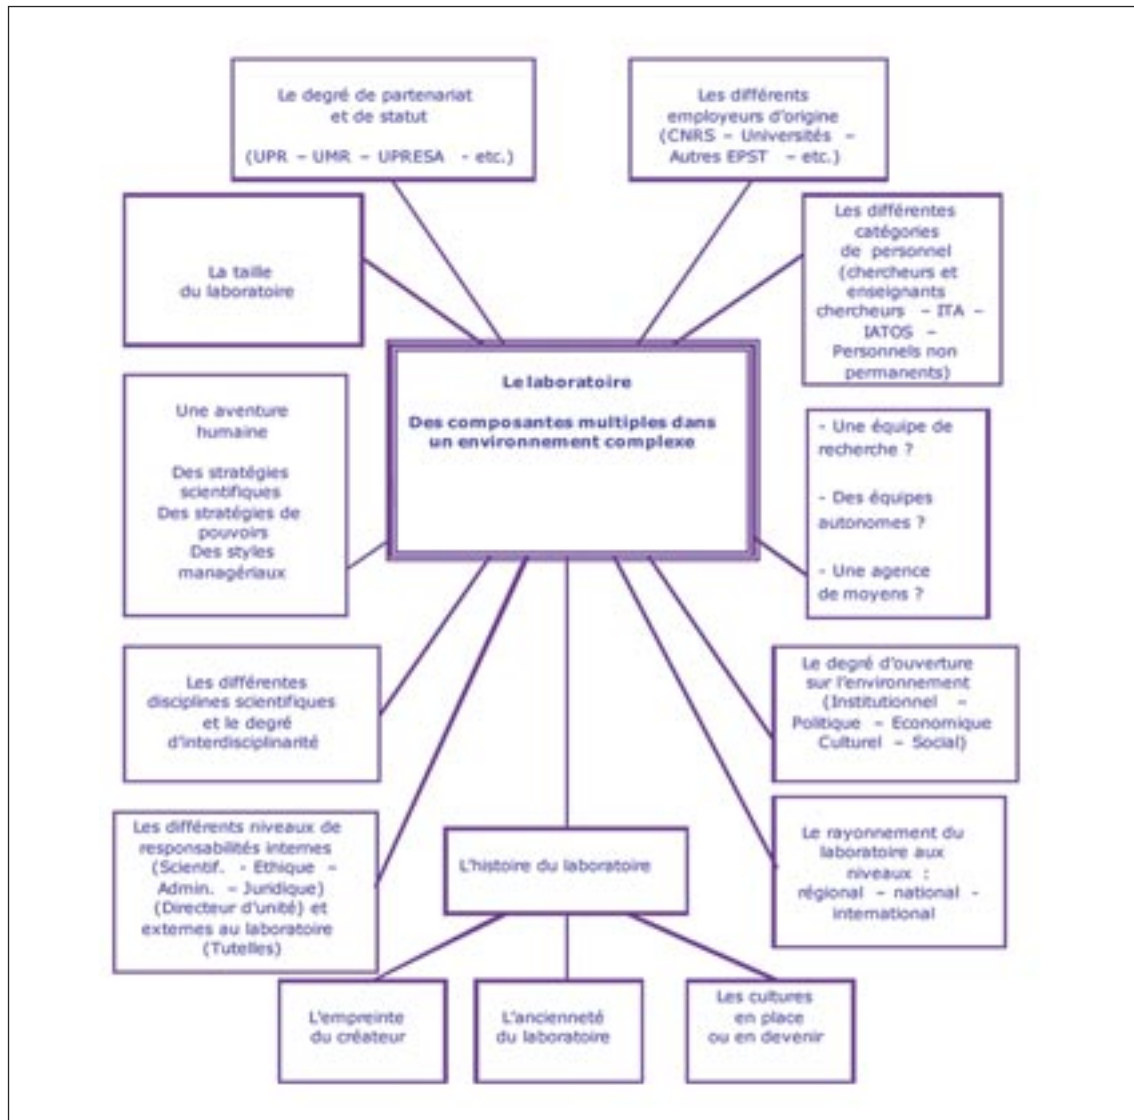 Le degré de partenariat
et de statut
(UPR – UMR – UPRESA - etc.)
Les différents
employeurs d'origine
(CNRS – Universités –
Autres EPST – etc.)
La taille
du laboratoire
Les différentes
catégories
de personnel
(chercheurs et
enseignants
chercheurs – ITA –
IATOS –
Personnels non
permanents)
Le laboratoire
Des composantes multiples dans
un environnement complexe
Une aventure
humaine
Des stratégies
scientifiques
Des stratégies de
pouvoirs
Des styles
managériaux
- Une équipe de
recherche ?
- Des équipes
autonomes ?
- Une agence
de moyens ?
Les différentes
disciplines scientifiques
et le degré
d'interdisciplinarité
Le degré d'ouverture
sur l'environnement
(Institutionnel –
Politique – Economique
Culturel – Social)
Les différents niveaux de
responsabilités internes
(Scientif. - Ethique –
Admin. – Juridique)
(Directeur d'unité) et
externes au laboratoire
(Tutelles)
L'histoire du laboratoire
Le rayonnement du
laboratoire aux
niveaux :
régional – national -
international
L'empreinte
du créateur
L'ancienneté
du laboratoire
Les cultures
en place
ou en devenir